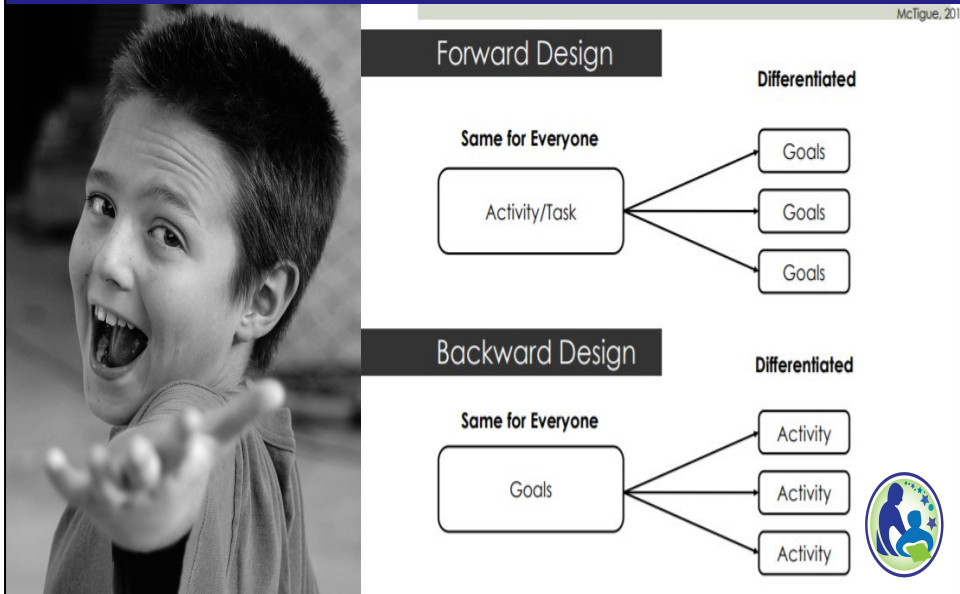 McTigue, 201
Forward Design
Differentiated
Same for Everyone
Goals
Activity/Task
Goals
Goals
Backward Design
Differentiated
Same for Everyone
Activity
Goals
Activity
Activity